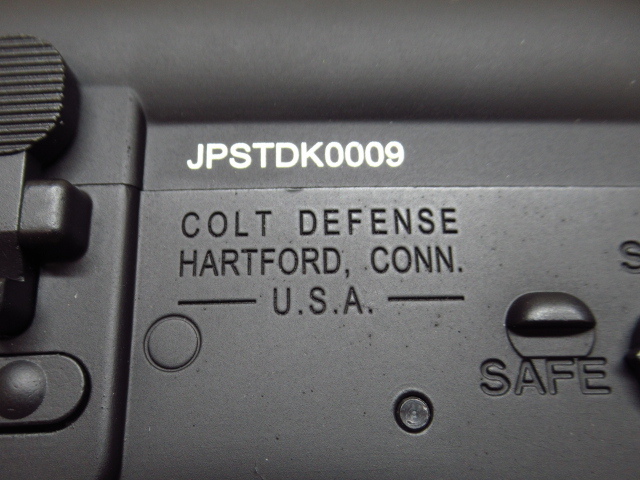 JPSTDK0009
COLT DEFENSE
HARTFORD, CONN.
U.S.A.
SAFE